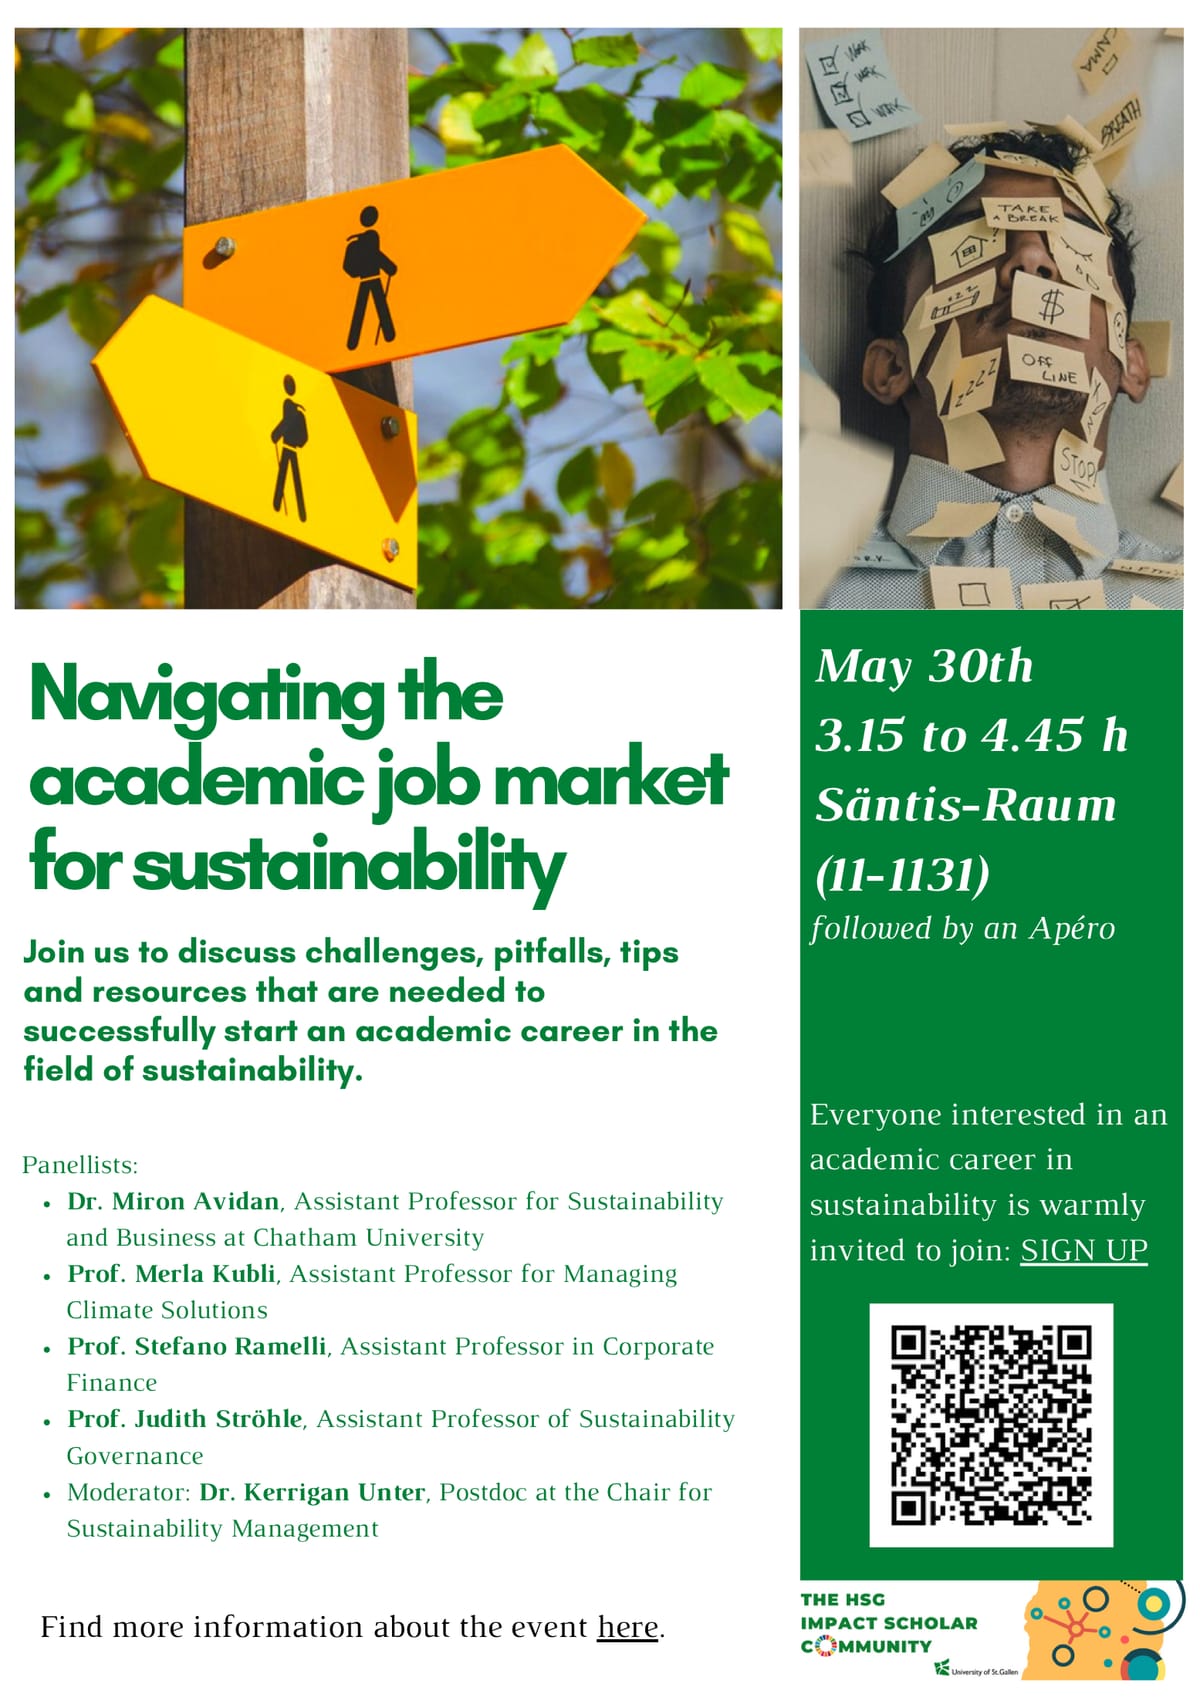 WORK
WORK
WORK
CALMA
BREATH
TAKE
A BREAK
?
zzz
$
OFF
LINE
zzzz
STOP!
Navigating the
academic job market
for sustainability
Join us to discuss challenges, pitfalls, tips
and resources that are needed to
successfully start an academic career in the
field of sustainability.
Panellists:
• Dr. Miron Avidan, Assistant Professor for Sustainability
and Business at Chatham University
• Prof. Merla Kubli, Assistant Professor for Managing
Climate Solutions
• Prof. Stefano Ramelli, Assistant Professor in Corporate
Finance
• Prof. Judith Ströhle, Assistant Professor of Sustainability
Governance
• Moderator: Dr. Kerrigan Unter, Postdoc at the Chair for
Sustainability Management
Find more information about the event here.
May 30th
3.15 to 4.45 h
Säntis-Raum
(11-1131)
followed by an Apéro
Everyone interested in an
academic career in
sustainability is warmly
invited to join: SIGN UP
THE HSG
IMPACT SCHOLAR
COMMUNITY
University of St.Gallen